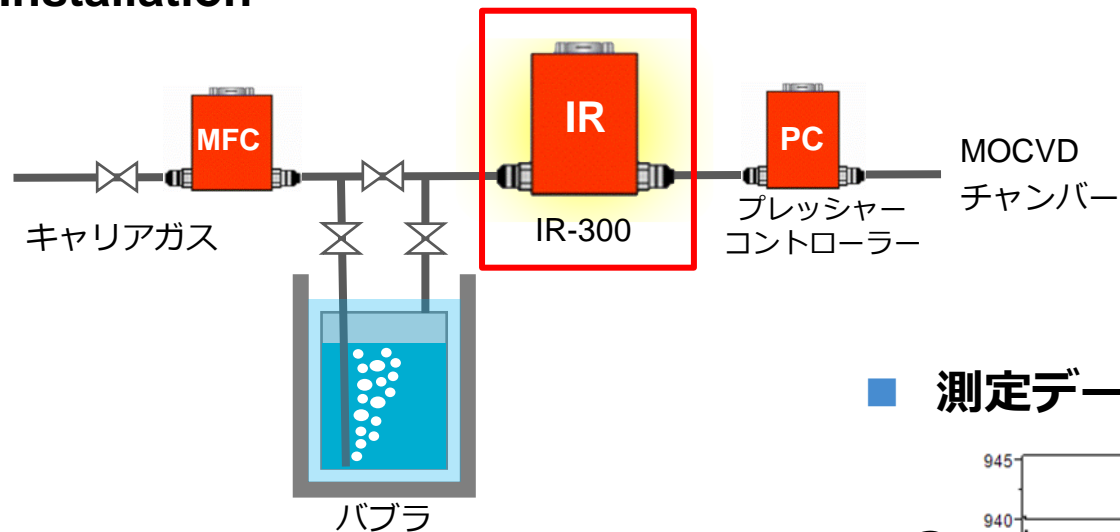 Installation
MFC
IR
PC
MOCVD
チャンバー
キャリアガス
IR-300
プレッシャー
コントローラー
バブラ
測定デー
945
940